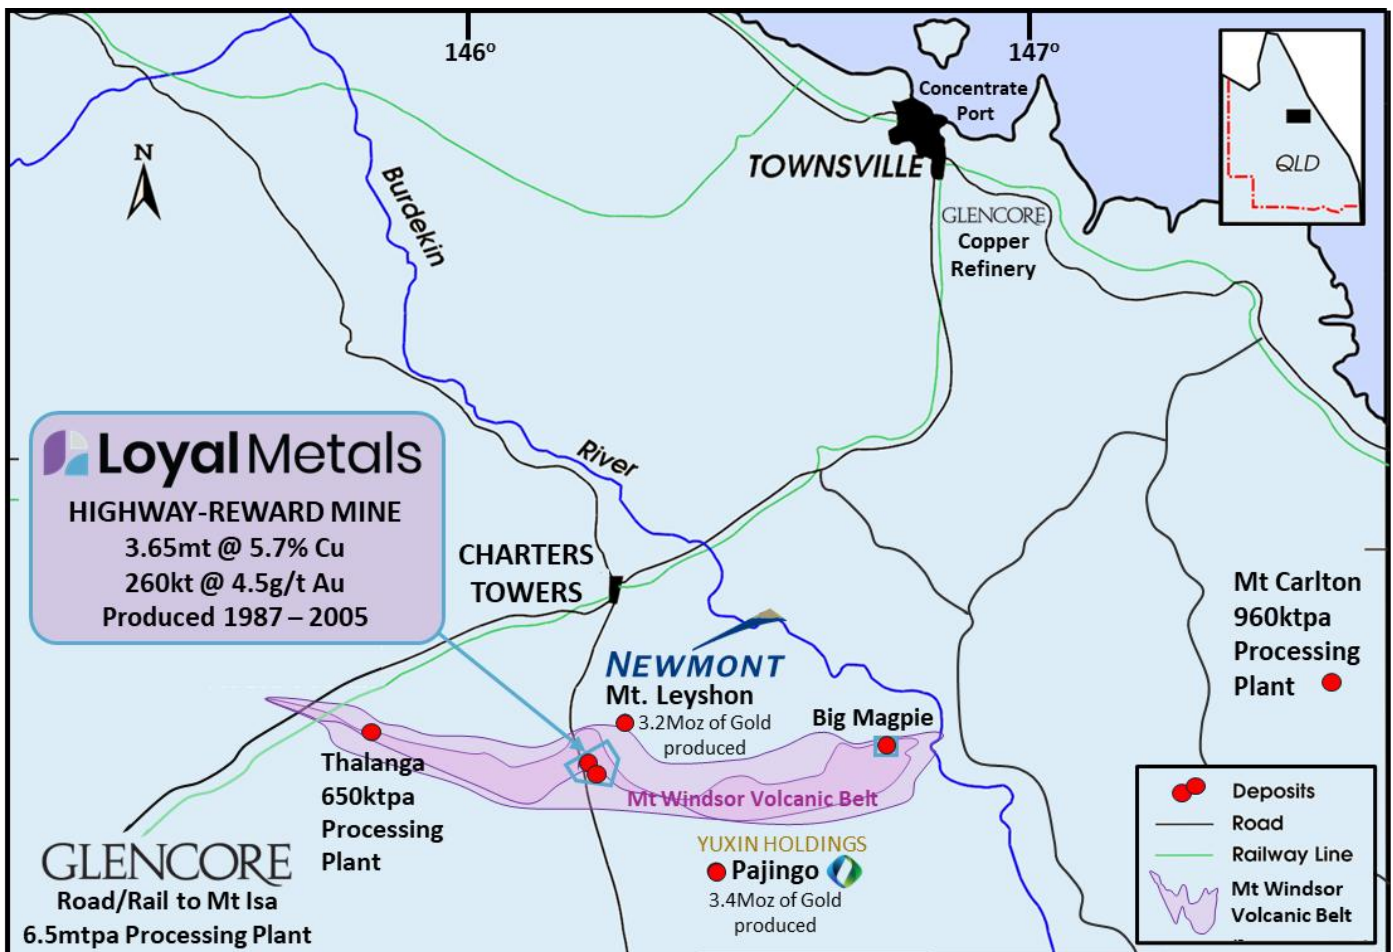 146°
147°
Concentrate
Port
N
TOWNSVILLE
QLD
Burdekin
River
GLENCORE
Copper
Refinery
Loyal Metals
HIGHWAY-REWARD MINE
3.65mt @ 5.7% Cu
260kt @ 4.5g/t Au
Produced 1987 – 2005
CHARTERS
TOWERS
Mt Carlton
960ktpa
Processing
Plant
NEWMONT
Mt. Leyshon
3.2Moz of Gold
produced
Big Magpie
Thalanga
650ktpa
Processing
Plant
Mt Windsor Volcanic Belt
YUXIN HOLDINGS
Pajingo
3.4Moz of Gold
produced
GLENCORE
Road/Rail to Mt Isa
6.5mtpa Processing Plant
Deposits
Road
Railway Line
Mt Windsor
Volcanic Belt